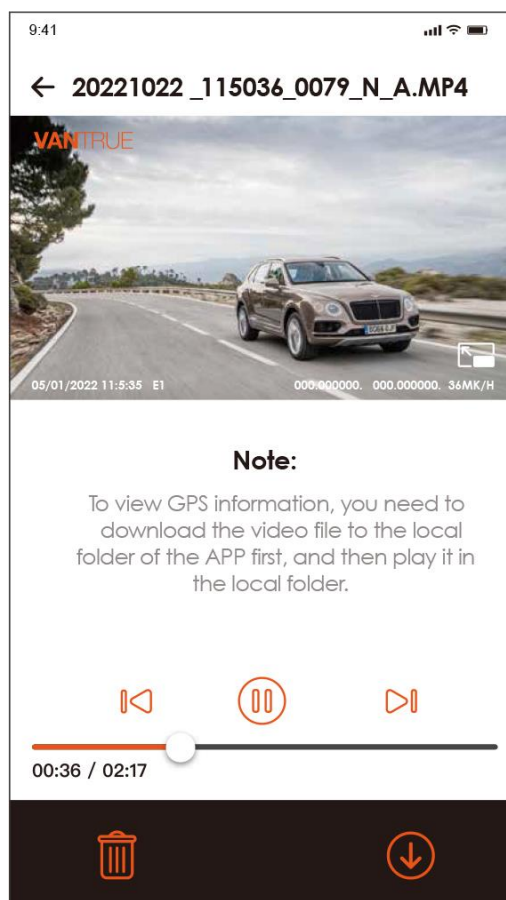 9:41
20221022 _115036_0079_N_A.MP4
VANTRUE
05/01/2022 11:5:35 E1
000.000000. 000.000000. 36MK/H
Note:
To view GPS information, you need to
download the video file to the local
folder of the APP first, and then play it in
the local folder.
00:36 / 02:17